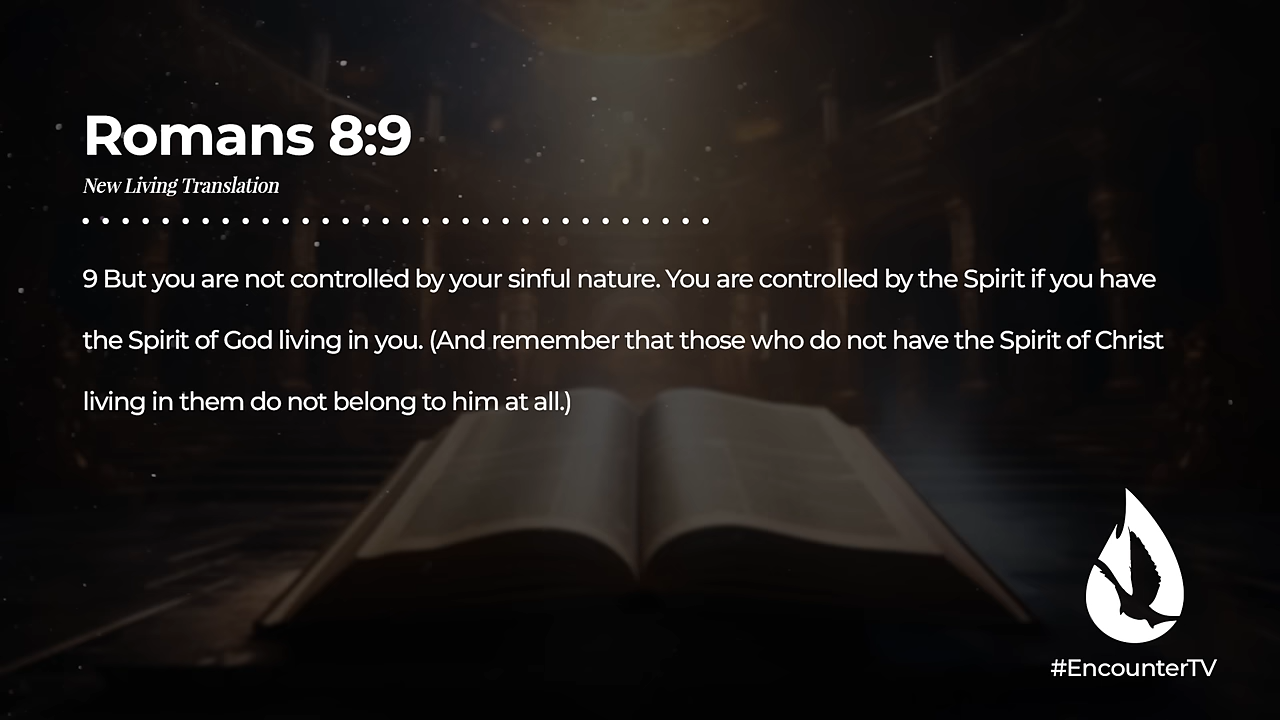 Romans 8:9
New Living Translation
9 But you are not controlled by your sinful nature. You are controlled by the Spirit if you have
the Spirit of God living in you. (And remember that those who do not have the Spirit of Christ
living in them do not belong to him at all.)
#EncounterTV